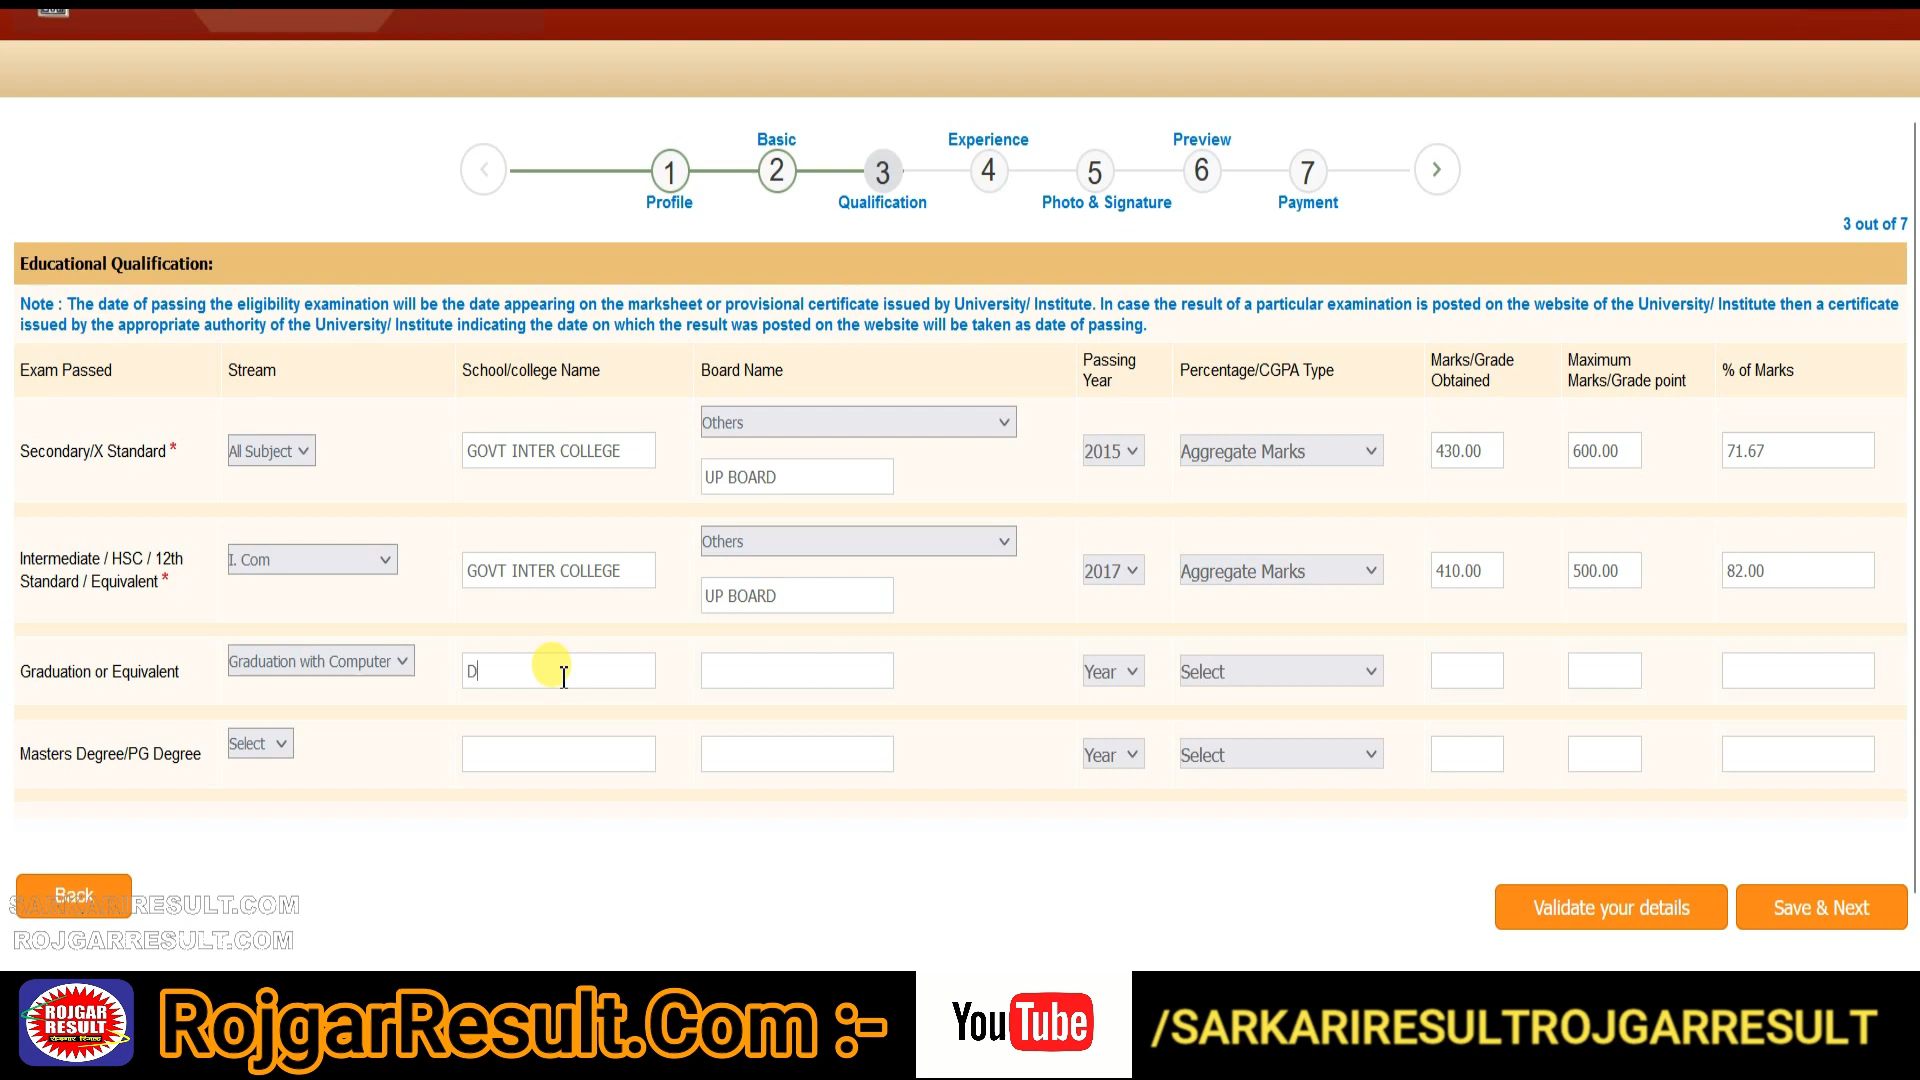 Basic
Experience
Preview
1
2
3
4
5
6
7
Profile
Qualification
Photo & Signature
Payment
3 out of 7
Educational Qualification:
Note : The date of passing the eligibility examination will be the date appearing on the marksheet or provisional certificate issued by University/ Institute. In case the result of a particular examination is posted on the website of the University/ Institute then a certificate
issued by the appropriate authority of the University/ Institute indicating the date on which the result was posted on the website will be taken as date of passing.
Exam Passed
Stream
School/college Name
Board Name
Passing
Year
Percentage/CGPA Type
Marks/Grade
Obtained
Maximum
Marks/Grade point
% of Marks
Secondary/X Standard *
All Subject
GOVT INTER COLLEGE
Others
UP BOARD
2015
Aggregate Marks
430.00
600.00
71.67
Intermediate / HSC / 12th
Standard / Equivalent *
I. Com
GOVT INTER COLLEGE
Others
UP BOARD
2017
Aggregate Marks
410.00
500.00
82.00
Graduation or Equivalent
Graduation with Computer
D
Year
Select
Masters Degree/PG Degree
Select
Year
Select
Back
Validate your details
Save & Next
SARKARIRESULT.COM
ROJGARRESULT.COM
ROJGAR
RESULT
रोजगार रिजल्ट
RojgarResult.Com :-
YouTube
/SARKARIRESULTROJGARRESULT